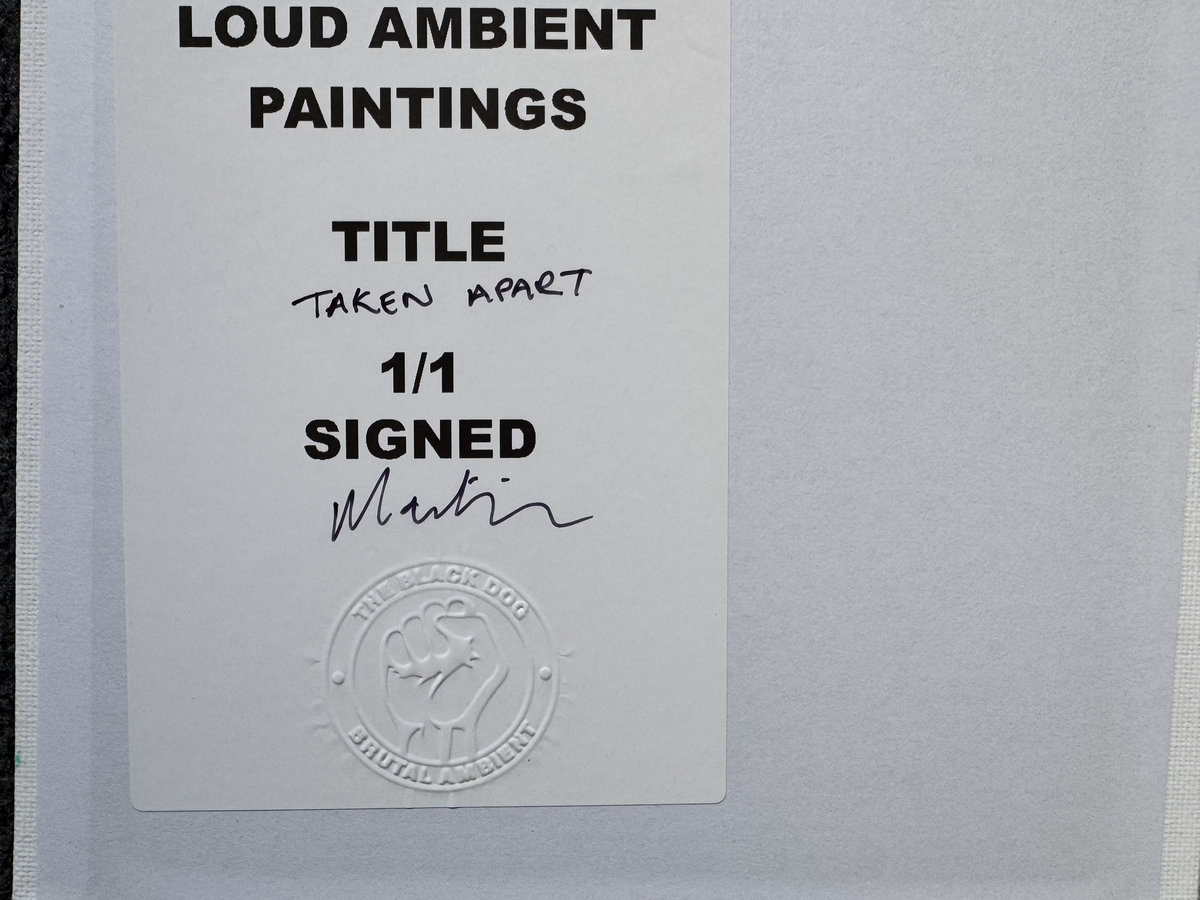 LOUD AMBIENT
PAINTINGS
TITLE
TAKEN APART
1/1
SIGNED
Martin
THE BLACK DOG
BRUTAL AMBIENT